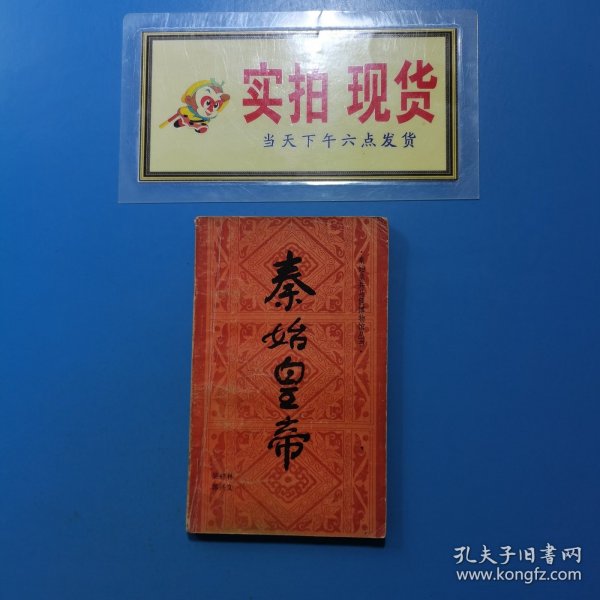 实拍 现货
当天下午六点发货
秦始皇帝
孔夫子旧书网
www.kongfz.com